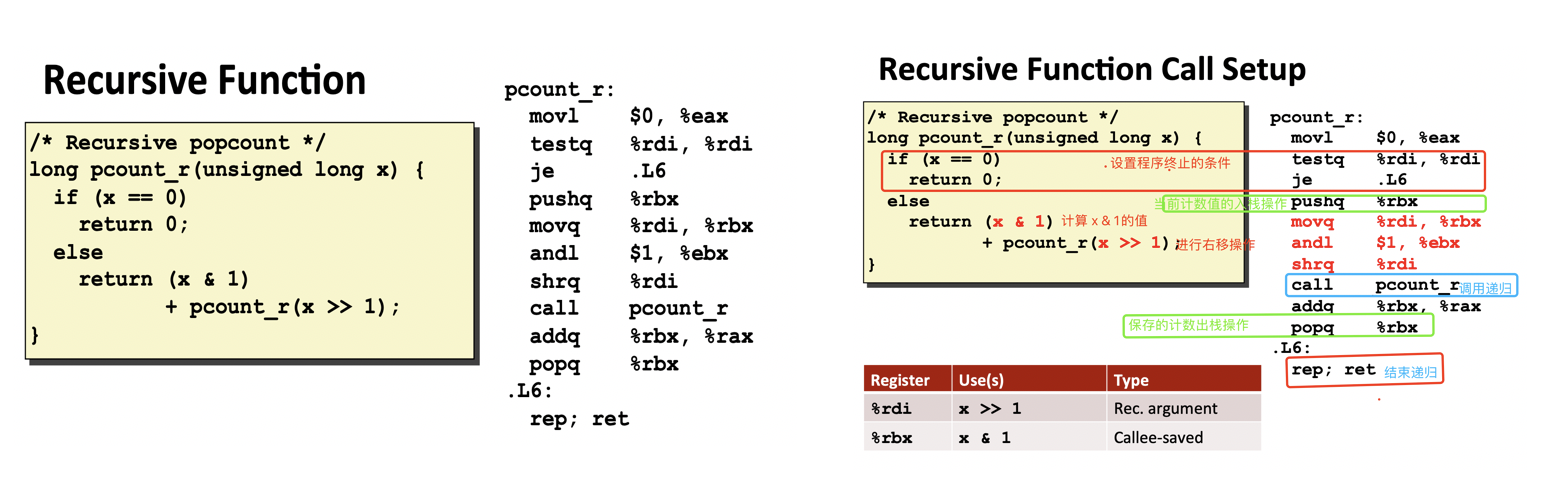 Recursive Function
/* Recursive popcount */
long pcount_r(unsigned long x) {
  if (x == 0)
    return 0;
  else
    return (x & 1)
           + pcount_r(x >> 1);
}
pcount_r:
  movl    $0, %eax
  testq   %rdi, %rdi
  je      .L6
  pushq   %rbx
  movq    %rdi, %rbx
  andl    $1, %ebx
  shrq    %rdi
  call    pcount_r
  addq    %rbx, %rax
  popq    %rbx
.L6:
  rep; ret
Recursive Function Call Setup
/* Recursive popcount */
long pcount_r(unsigned long x) {
  if (x == 0) .设置程序终止的条件
    return 0;
  else
    return (x & 1) 计算 x & 1的值
           + pcount_r(x >> 1); 进行右移操作
}
pcount_r:
  movl    $0, %eax
  testq   %rdi, %rdi
  je      .L6
当前计数值的入栈操作 pushq   %rbx
  movq    %rdi, %rbx
  andl    $1, %ebx
  shrq    %rdi
  call    pcount_r 调用递归
  addq    %rbx, %rax
保存的计数出栈操作 popq    %rbx
.L6:
  rep; ret 结束递归
Register Use(s) Type
%rdi x >> 1 Rec. argument
%rbx x & 1 Callee-saved